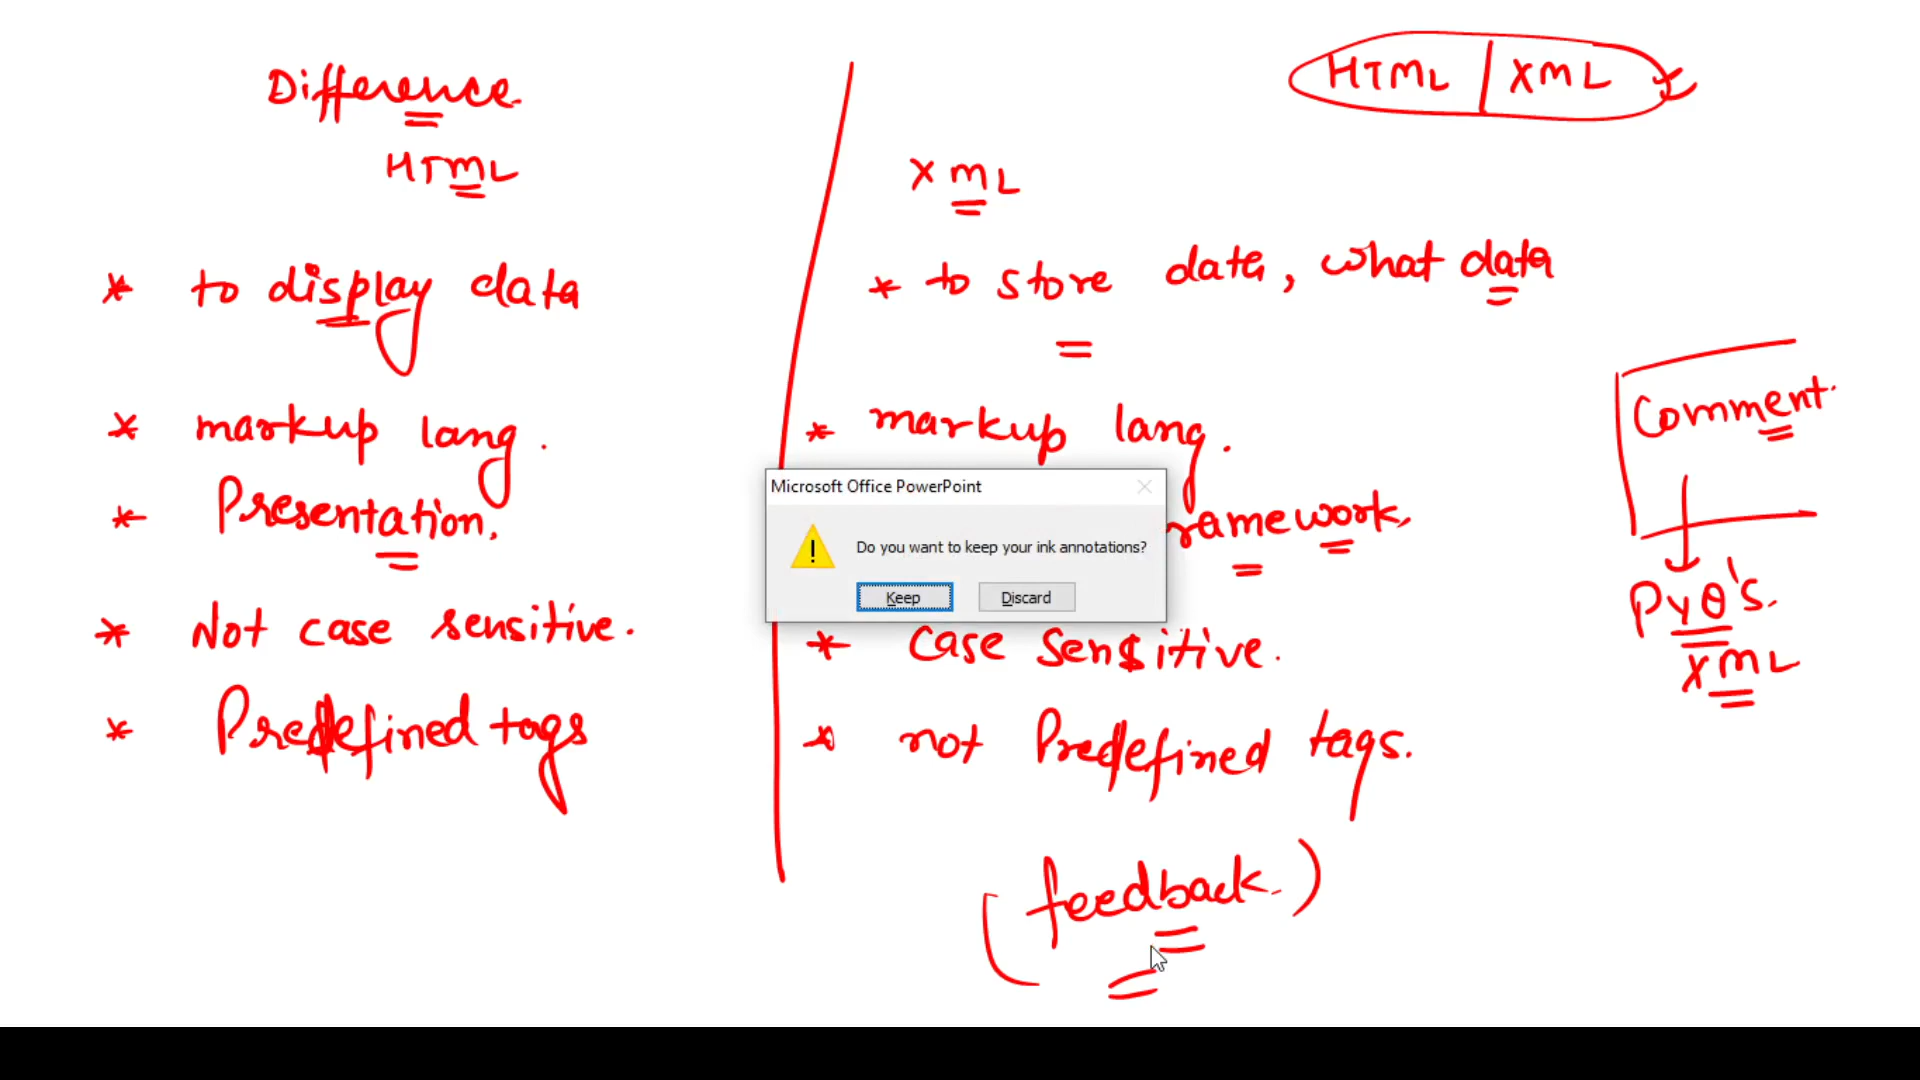 Difference
HTML
* to display data
* markup lang.
* Presentation.
* Not case sensitive.
* Predefined tags
HTML | XML
XML
* to store data, what data
* markup lang.
ramework.
* Case Sensitive.
* not Predefined tags.
(feedback.)
Comment.
PYQ's.
XML
Microsoft Office PowerPoint
Do you want to keep your ink annotations?
Keep Discard